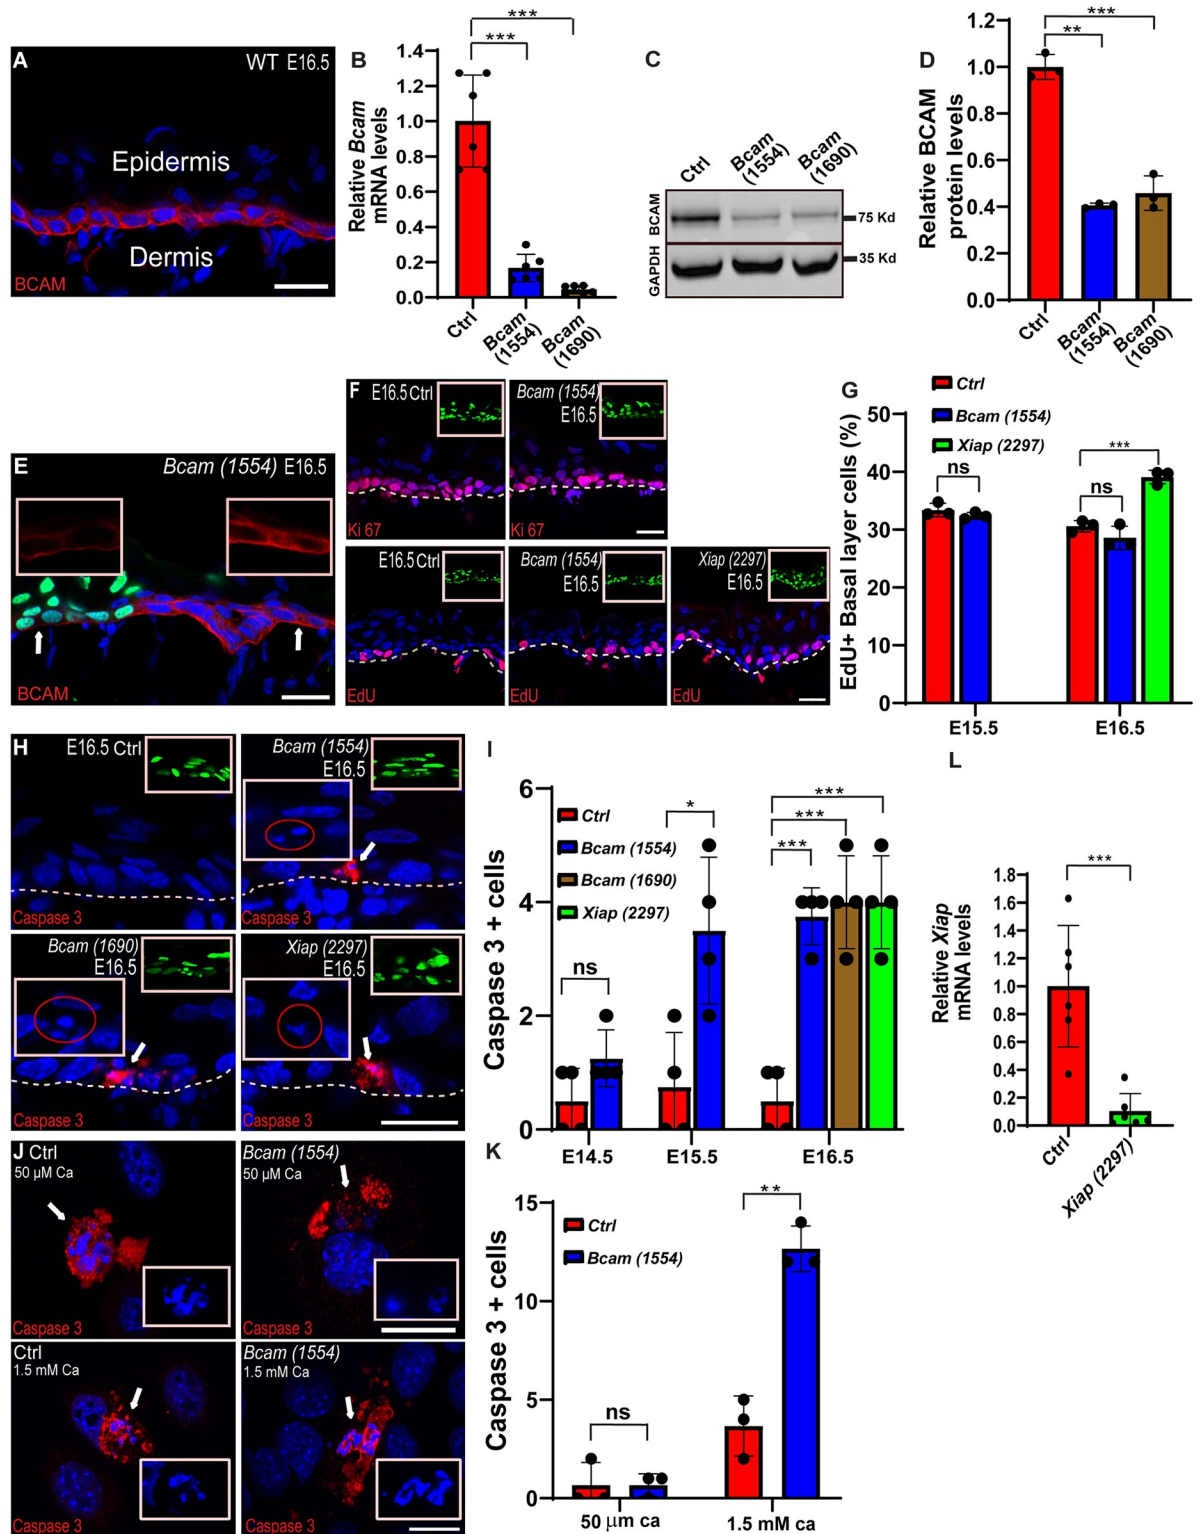 A
WT E16.5
Epidermis
Dermis
BCAM
B
***
***
Relative Bcam
mRNA levels
1.4
1.2
1.0
0.8
0.6
0.4
0.2
0.0
Ctrl
Bcam
(1554)
Bcam
(1690)
C
Ctrl
Bcam
(1554)
Bcam
(1690)
BCAM
GAPDH
75 Kd
35 Kd
D
***
**
Relative BCAM
protein levels
1.2
1.0
0.8
0.6
0.4
0.2
0.0
Ctrl
Bcam
(1554)
Bcam
(1690)
E
Bcam (1554) E16.5
BCAM
F
E16.5 Ctrl
Ki 67
Bcam (1554)
E16.5
Ki 67
E16.5 Ctrl
EdU
Bcam (1554)
E16.5
EdU
Xiap (2297)
E16.5
EdU
G
Ctrl
Bcam (1554)
Xiap (2297)
EdU+ Basal layer cells (%)
50
40
30
20
10
0
ns
ns
***
E15.5
E16.5
H
E16.5 Ctrl
Caspase 3
Bcam (1554)
E16.5
Caspase 3
Bcam (1690)
E16.5
Caspase 3
Xiap (2297)
E16.5
Caspase 3
I
Caspase 3 + cells
6
4
2
0
Ctrl
Bcam (1554)
Bcam (1690)
Xiap (2297)
ns
*
***
***
***
E14.5
E15.5
E16.5
J
Ctrl
50 µM Ca
Caspase 3
Bcam (1554)
50 µM Ca
Caspase 3
Ctrl
1.5 mM Ca
Caspase 3
Bcam (1554)
1.5 mM Ca
Caspase 3
K
Caspase 3 + cells
15
10
5
0
Ctrl
Bcam (1554)
ns
**
50 µm ca
1.5 mM ca
L
***
Relative Xiap
mRNA levels
1.8
1.6
1.4
1.2
1.0
0.8
0.6
0.4
0.2
0.0
Ctrl
Xiap (2297)